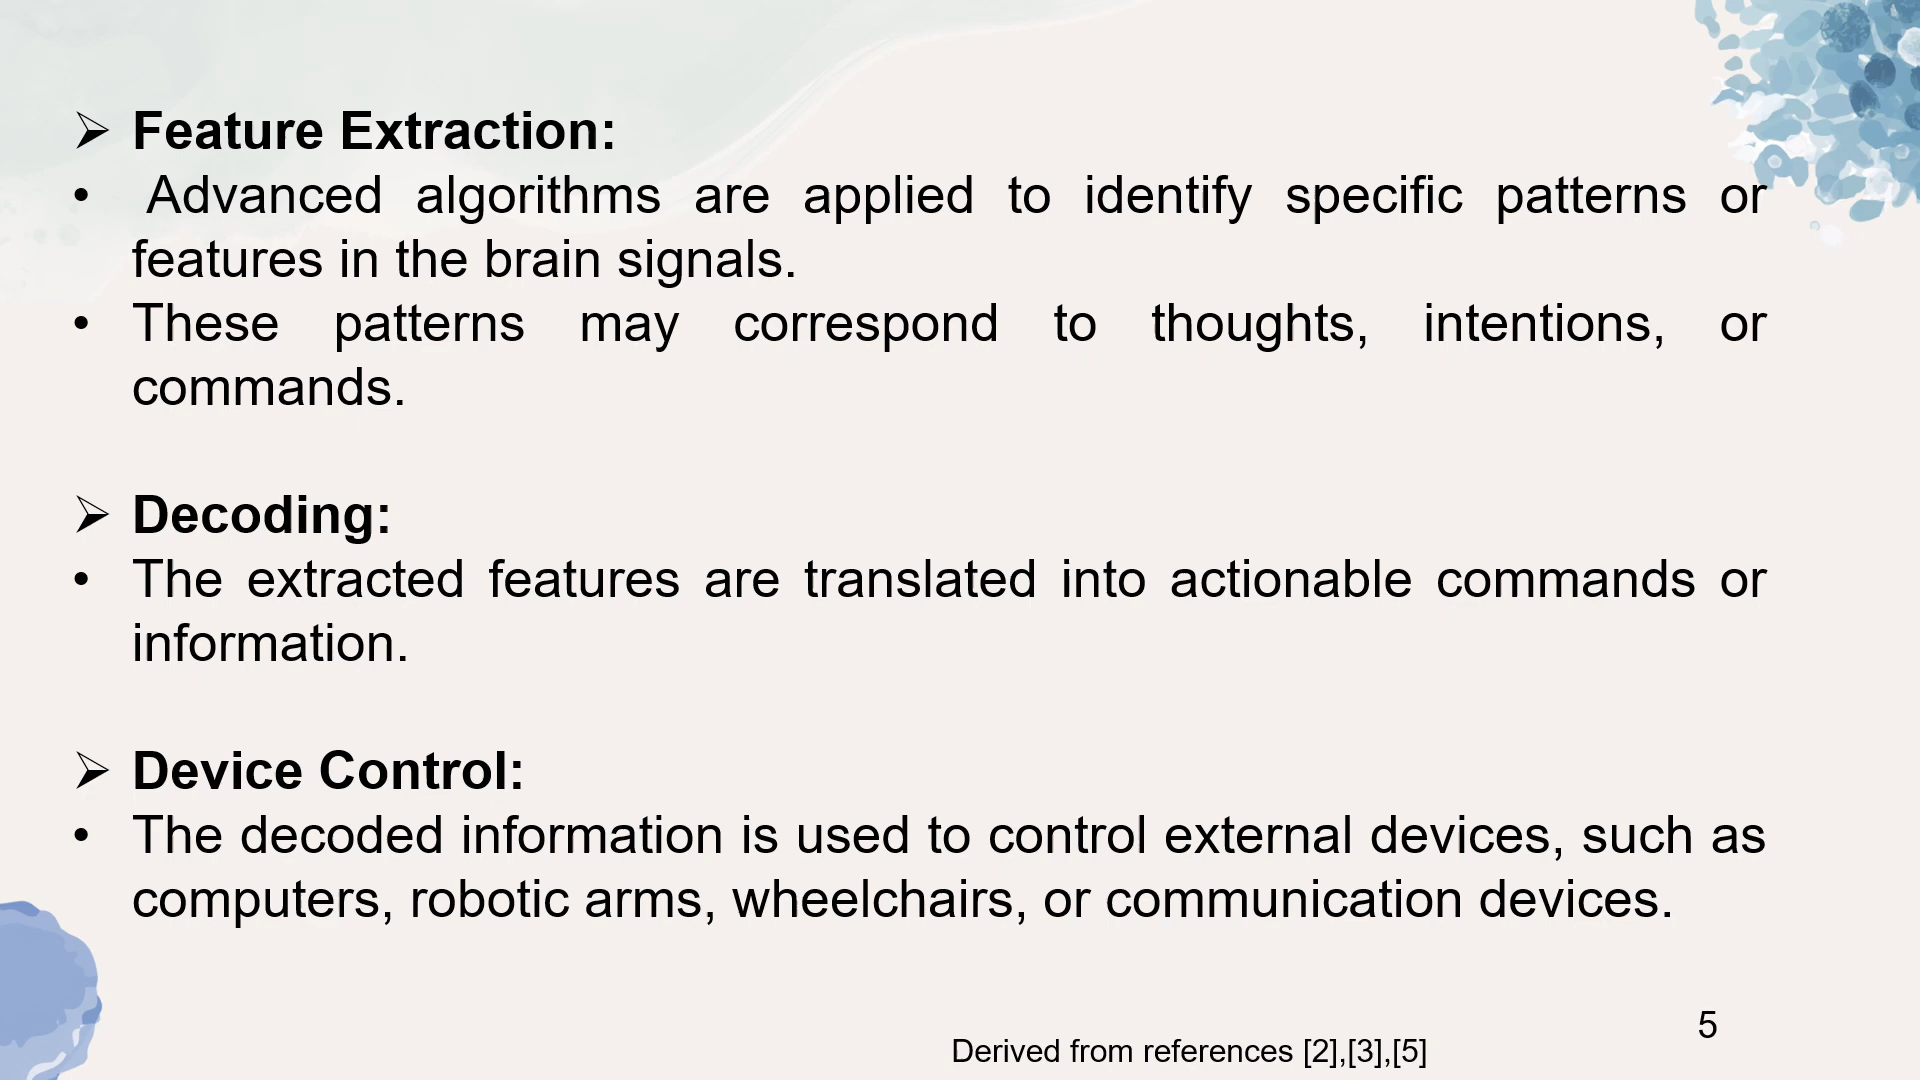 ➢ Feature Extraction:
• Advanced algorithms are applied to identify specific patterns or
features in the brain signals.
• These patterns may correspond to thoughts, intentions, or
commands.
➢ Decoding:
• The extracted features are translated into actionable commands or
information.
➢ Device Control:
• The decoded information is used to control external devices, such as
computers, robotic arms, wheelchairs, or communication devices.
5
Derived from references [2],[3],[5]